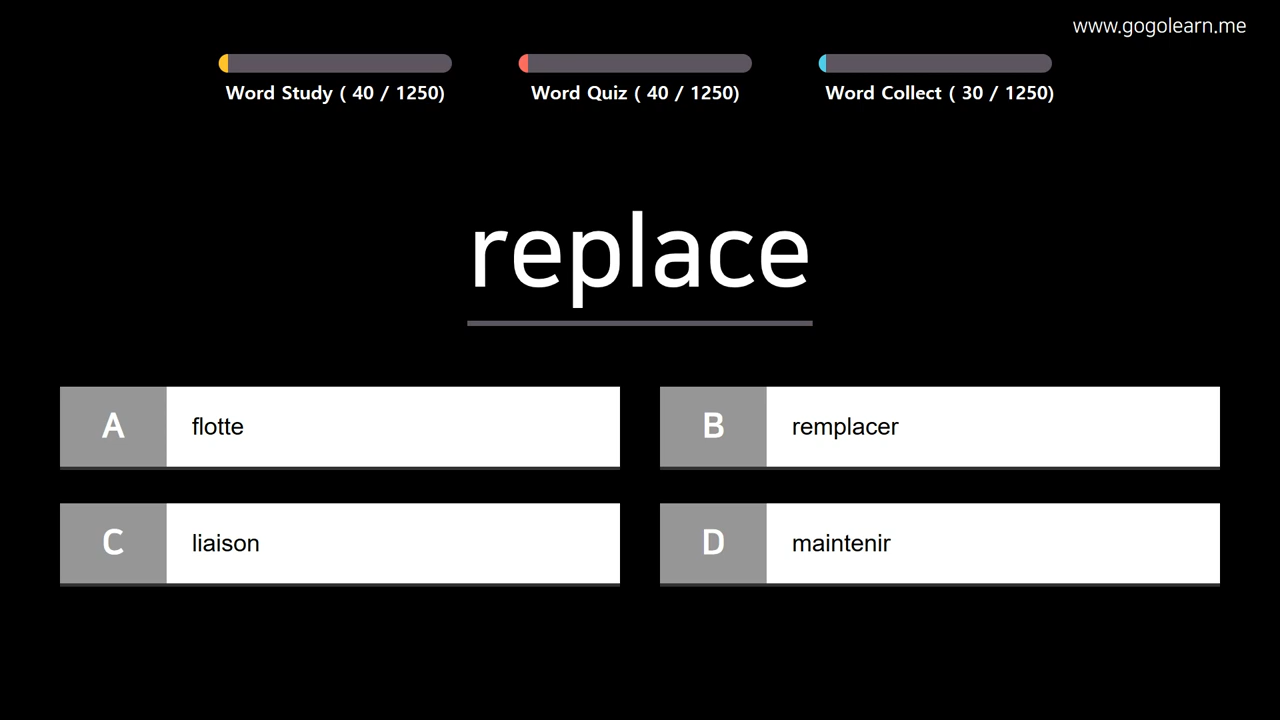 www.gogolearn.me
Word Study ( 40 / 1250)
Word Quiz ( 40 / 1250)
Word Collect ( 30 / 1250)
replace
A flotte
B remplacer
C liaison
D maintenir